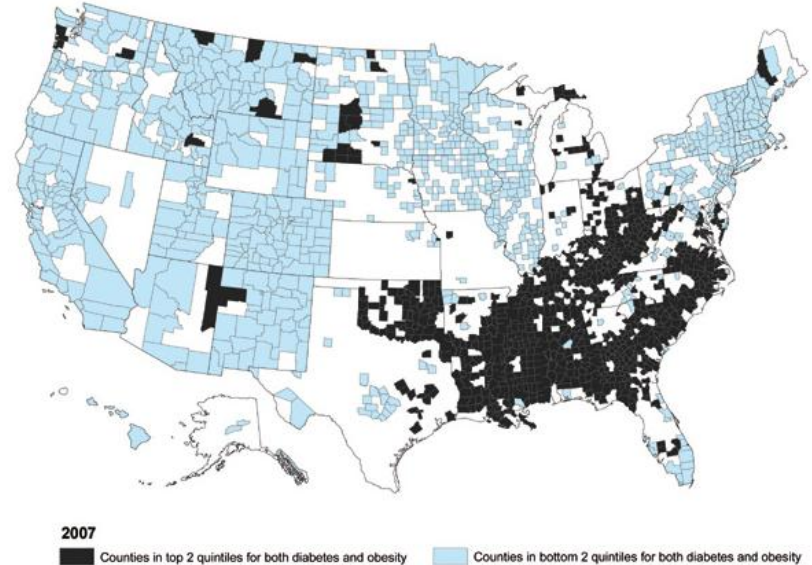 2007
Counties in top 2 quintiles for both diabetes and obesity
Counties in bottom 2 quintiles for both diabetes and obesity